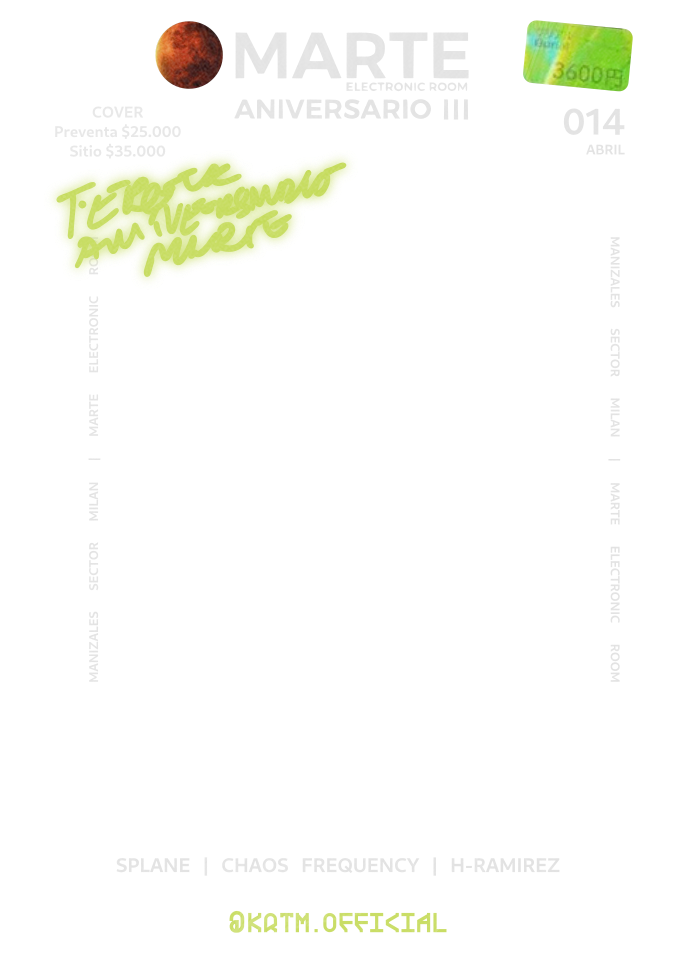 MARTE
ELECTRONIC ROOM
ANIVERSARIO III
3600円
COVER
Preventa $25.000
Sitio $35.000
014
ABRIL
T.ERCER
ANIVERSARIO
MARTE
MANIZALES SECTOR MILAN | MARTE ELECTRONIC
MANIZALES SECTOR MILAN | MARTE ELECTRONIC ROOM
SPLANE | CHAOS FREQUENCY | H-RAMIREZ
@KRTM.OFFICIAL